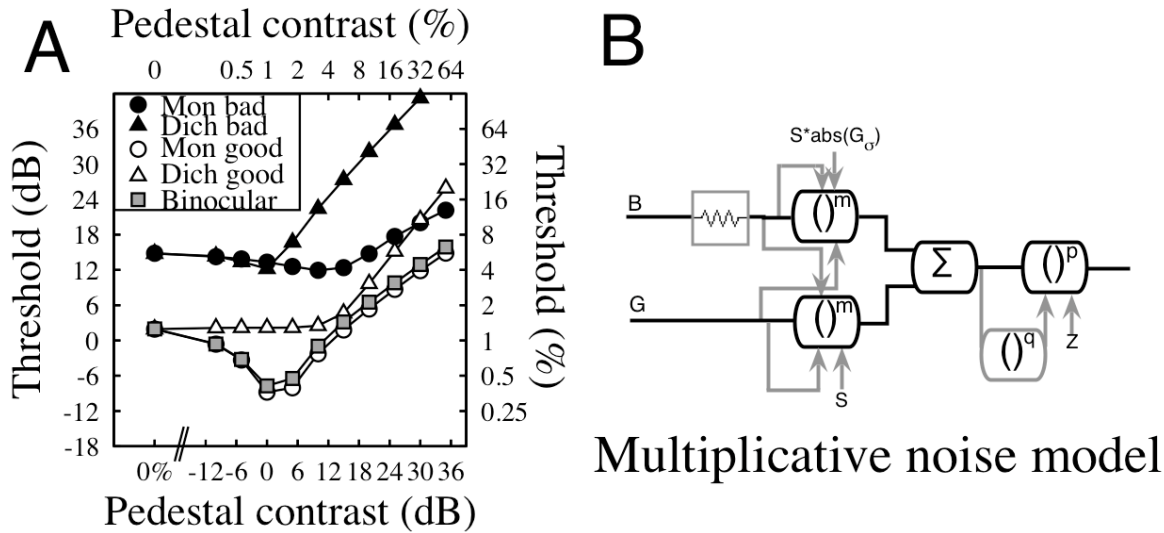 A
Pedestal contrast (%)
0 0.5 1 2 4 8 16 32 64
Mon bad
Dich bad
Mon good
Dich good
Binocular
Threshold (dB)
36
30
24
18
12
6
0
-6
-12
-18
64
32
16
8
4
2
1
0.5
0.25
Threshold (%)
0% -12 -6 0 6 12 18 24 30 36
Pedestal contrast (dB)
B
S*abs(Gσ)
B
()m
G
()m
S
Σ
()p
()q
Z
Multiplicative noise model